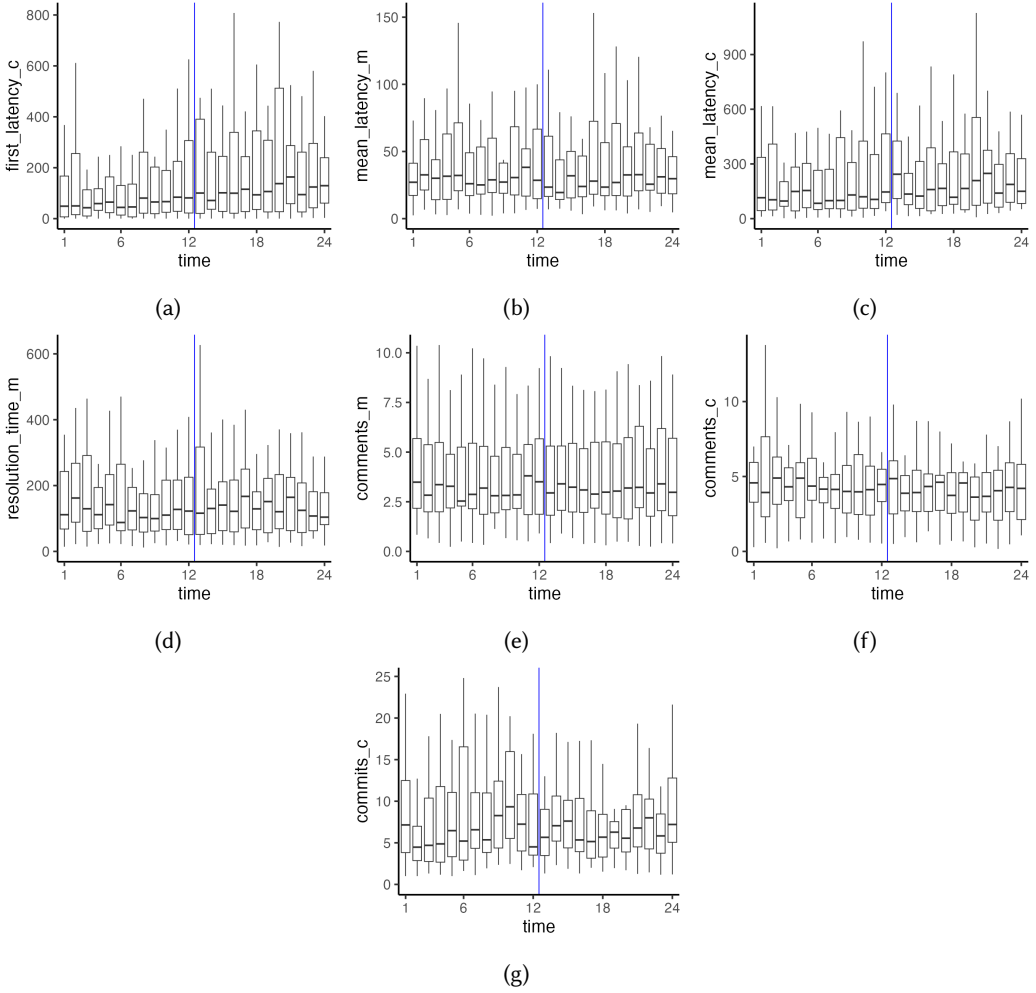 first_latency_c
800
600
400
200
0
1 6 12 18 24
time
(a)
mean_latency_m
150
100
50
0
1 6 12 18 24
time
(b)
mean_latency_c
900
600
300
0
1 6 12 18 24
time
(c)
resolution_time_m
600
400
200
0
1 6 12 18 24
time
(d)
comments_m
10.0
7.5
5.0
2.5
0.0
1 6 12 18 24
time
(e)
comments_c
10
5
0
1 6 12 18 24
time
(f)
commits_c
25
20
15
10
5
0
1 6 12 18 24
time
(g)